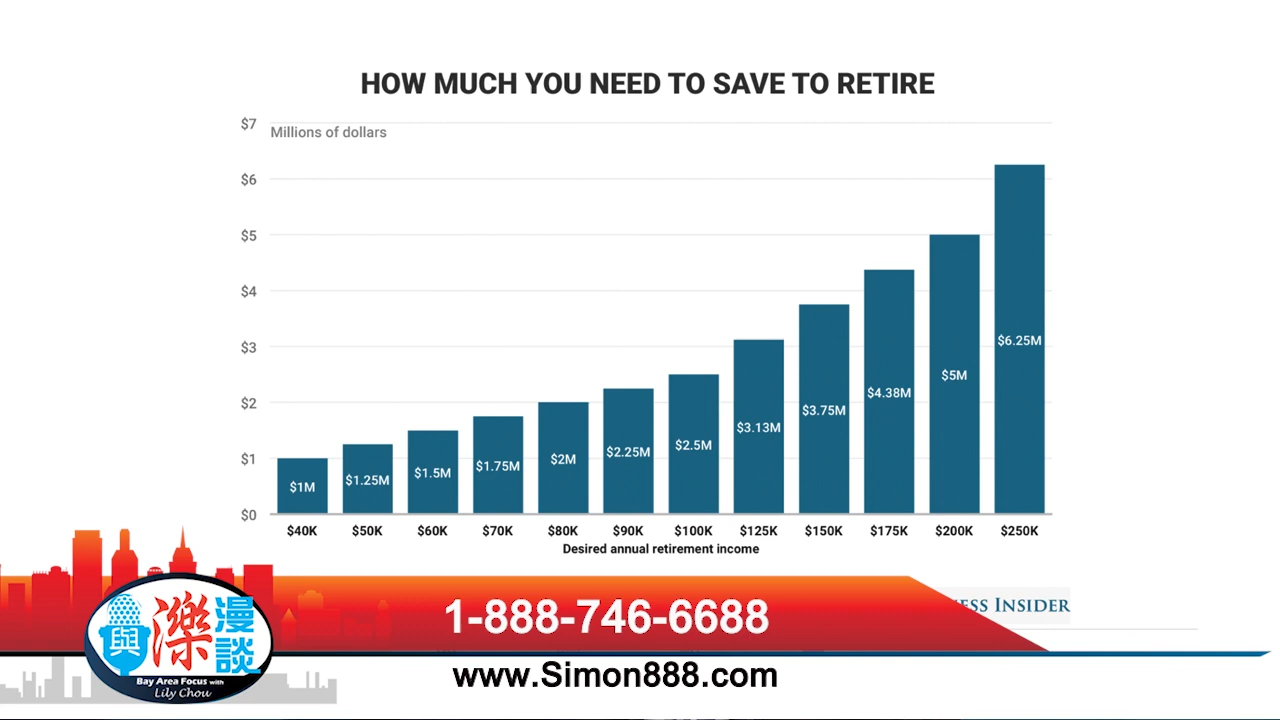 HOW MUCH YOU NEED TO SAVE TO RETIRE
$7
Millions of dollars
$6
$5
$4
$3
$2
$1
$0
$1M
$1.25M
$1.5M
$1.75M
$2M
$2.25M
$2.5M
$3.13M
$3.75M
$4.38M
$5M
$6.25M
$40K $50K $60K $70K $80K $90K $100K $125K $150K $175K $200K $250K
Desired annual retirement income
INSIDER
1-888-746-6688
www.Simon888.com
與濼漫談
Bay Area Focus with
Lily Chou